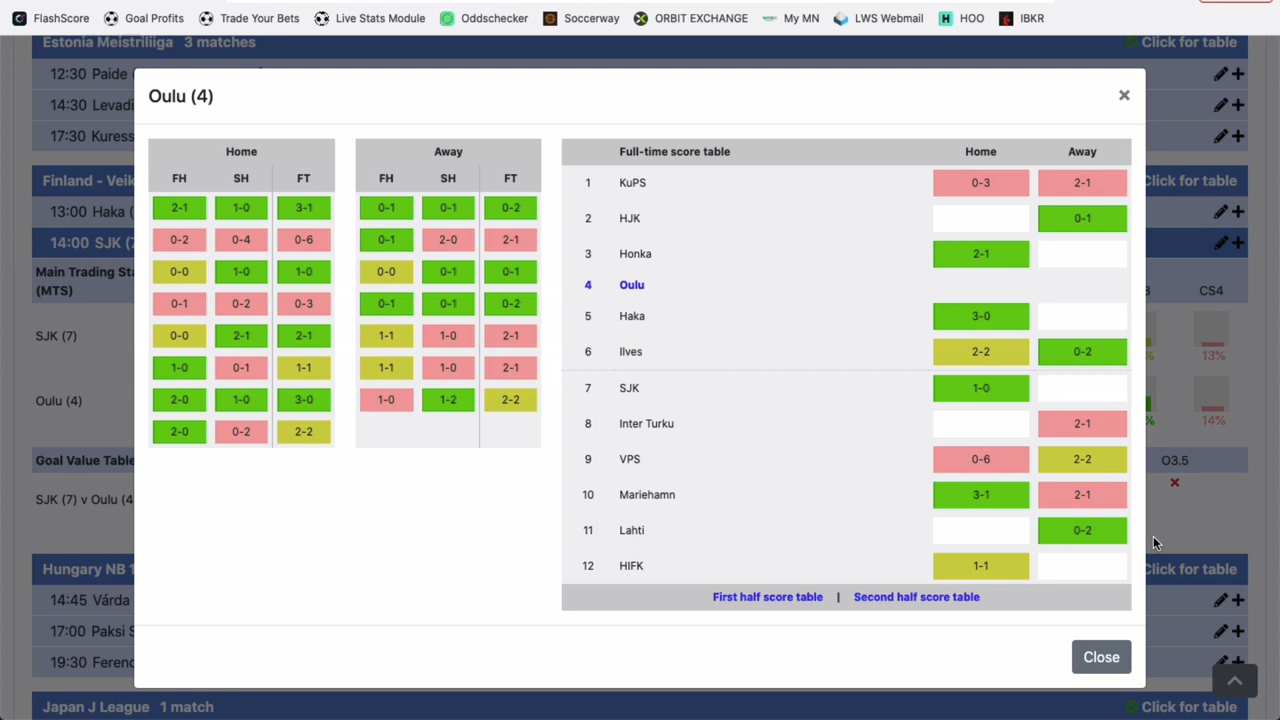 FlashScore Goal Profits Trade Your Bets Live Stats Module Oddschecker Soccerway ORBIT EXCHANGE My MN LWS Webmail HOO IBKR
Estonia Meistriliiga 3 matches Click for table
12:30 Paide
14:30 Levadi
17:30 Kuress
Finland - Veik Click for table
13:00 Haka (
14:00 SJK (7
Main Trading Sta
(MTS)
CS4
SJK (7)
13%
Oulu (4)
14%
Goal Value Table O3.5
SJK (7) v Oulu (4
Hungary NB 1 Click for table
14:45 Várda
17:00 Paksi S
19:30 Ferenc
Japan J League 1 match Click for table
Oulu (4) ×
Home
FH SH FT
2-1 1-0 3-1
0-2 0-4 0-6
0-0 1-0 1-0
0-1 0-2 0-3
0-0 2-1 2-1
1-0 0-1 1-1
2-0 1-0 3-0
2-0 0-2 2-2
Away
FH SH FT
0-1 0-1 0-2
0-1 2-0 2-1
0-0 0-1 0-1
0-1 0-1 0-2
1-1 1-0 2-1
1-1 1-0 2-1
1-0 1-2 2-2
Full-time score table Home Away
1 KuPS 0-3 2-1
2 HJK 0-1
3 Honka 2-1
4 Oulu
5 Haka 3-0
6 Ilves 2-2 0-2
7 SJK 1-0
8 Inter Turku 2-1
9 VPS 0-6 2-2
10 Mariehamn 3-1 2-1
11 Lahti 0-2
12 HIFK 1-1
First half score table | Second half score table
Close